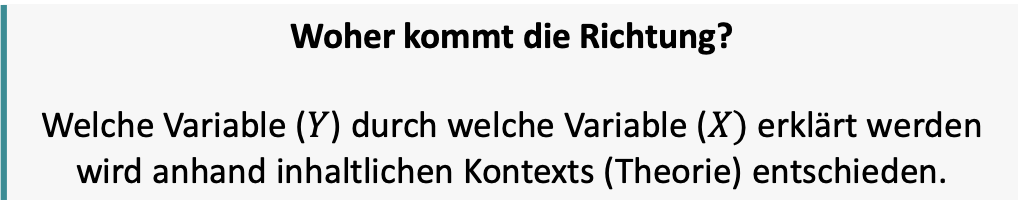 Woher kommt die Richtung?
Welche Variable (Y) durch welche Variable (X) erklärt werden
wird anhand inhaltlichen Kontexts (Theorie) entschieden.